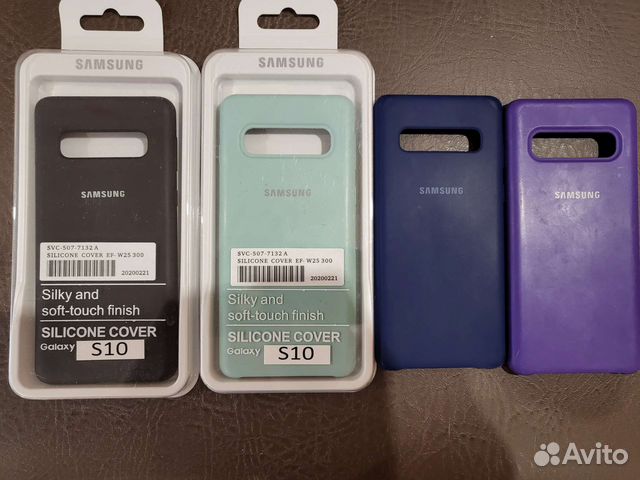 SAMSUNG
SAMSUNG
SVC-507-7132 A
SILICONE COVER EF-W25 300
20200221
Silky and
soft-touch finish
SILICONE COVER
Galaxy S10
SAMSUNG
SAMSUNG
SVC-507-7132 A
SILICONE COVER EF-W25 300
20200221
Silky and
soft-touch finish
SILICONE COVER
Galaxy S10
SAMSUNG
SAMSUNG
Avito